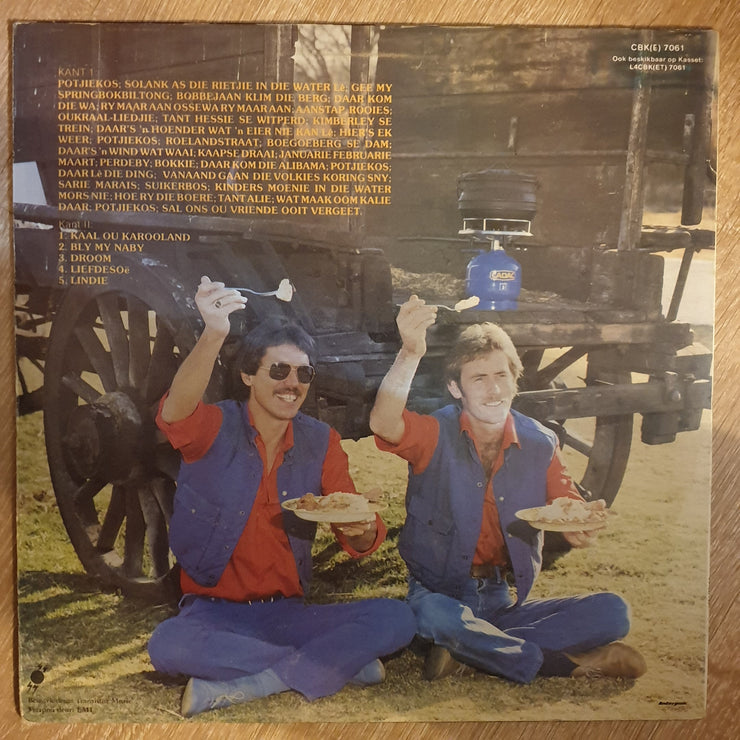 CBK(E) 7061
Ook beskikbaar op Kasset:
L4CBK(ET) 7061
KANT 1:
POTJIEKOS; SOLANK AS DIE RIETJIE IN DIE WATER Lê; GEE MY
SPRINGBOKBILTONG; BOBBEJAAN KLIM DIE BERG; DAAR KOM
DIE WA; RY MAAR AAN OSSEWA RY MAAR AAN; AANSTAP, ROOIES;
OUKRAAL-LIEDJIE; TANT HESSIE SE WITPERD; KIMBERLEY SE
TREIN; DAAR'S 'n HOENDER WAT 'n EIER NIE KAN Lê; HIER'S EK
WEER; POTJIEKOS; ROELANDSTRAAT; BOEGOEBERG SE DAM;
DAAR'S 'n WIND WAT WAAI; KAAPSE DRAAI; JANUARIE FEBRUARIE
MAART; PERDEBY; BOKKIE; DAAR KOM DIE ALIBAMA; POTJIEKOS;
DAAR Lê DIE DING; VANAAND GAAN DIE VOLKIES KORING SNY;
SARIE MARAIS; SUIKERBOS; KINDERS MOENIE IN DIE WATER
MORS NIE; HOE RY DIE BOERE; TANT ALIE; WAT MAAK OOM KALIE
DAAR; POTJIEKOS; SAL ONS OU VRIENDE OOIT VERGEET.
Kant II:
1. KAAL OU KAROOLAND
2. BLY MY NABY
3. DROOM
4. LIEFDESOë
5. LINDIE
CADAC
deur EMI